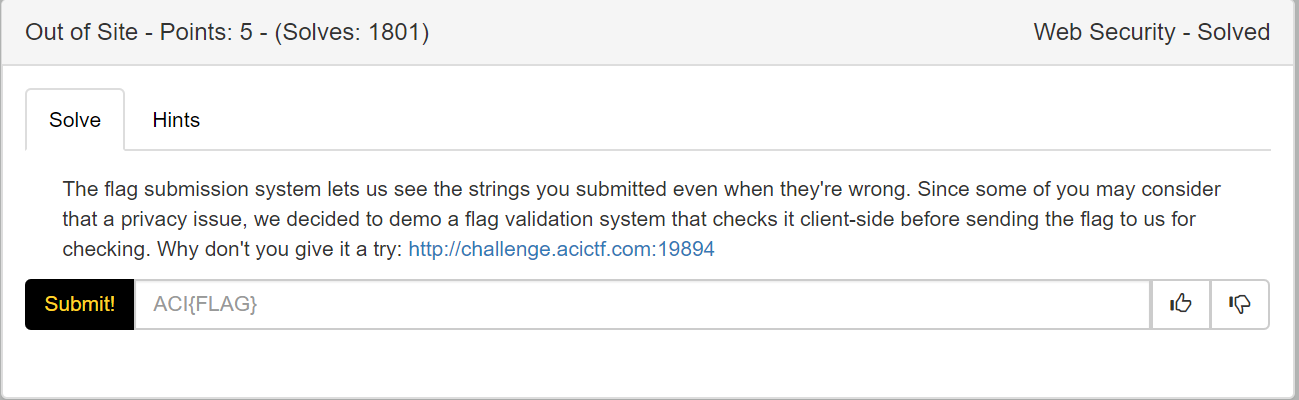 Out of Site - Points: 5 - (Solves: 1801)
Web Security - Solved
Solve
Hints
The flag submission system lets us see the strings you submitted even when they're wrong. Since some of you may consider
that a privacy issue, we decided to demo a flag validation system that checks it client-side before sending the flag to us for
checking. Why don't you give it a try: http://challenge.acictf.com:19894
Submit!
ACI{FLAG}